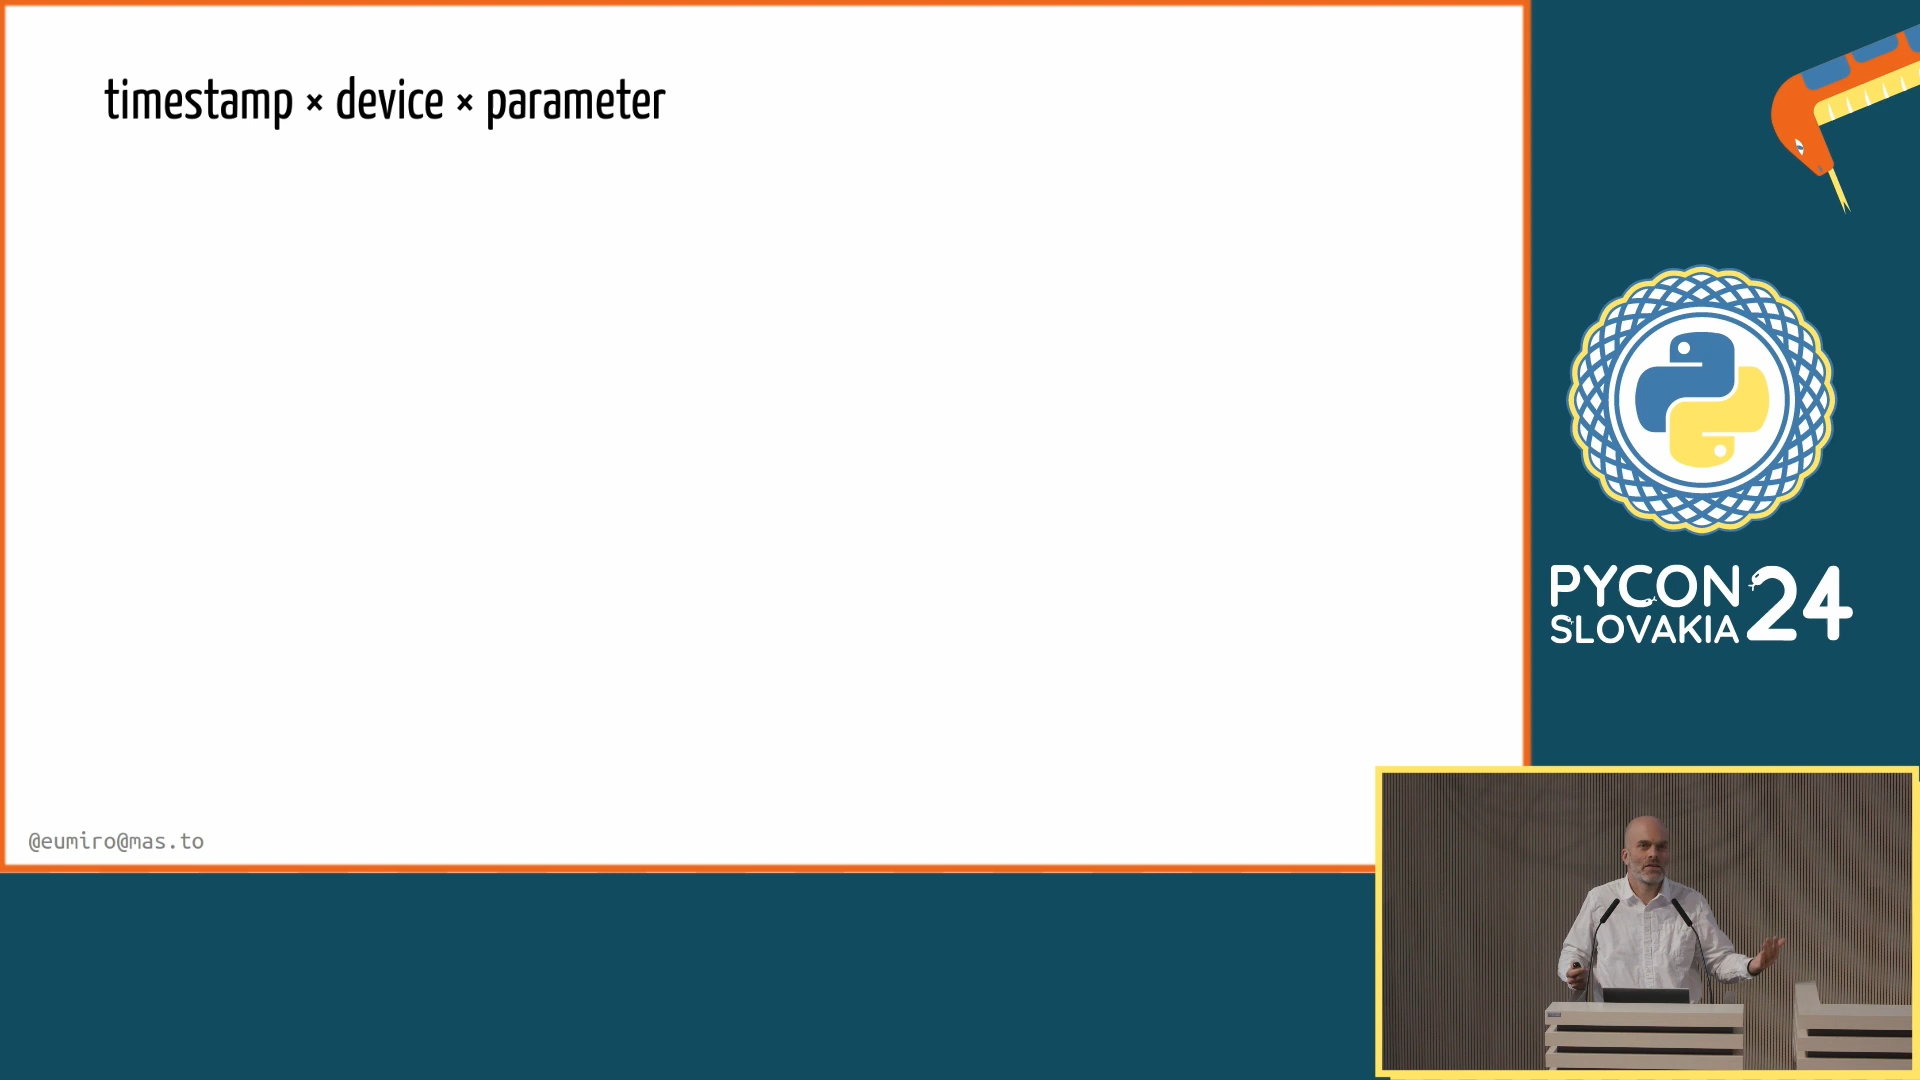 timestamp × device × parameter
@eumiro@mas.to
PYCON
SLOVAKIA
24